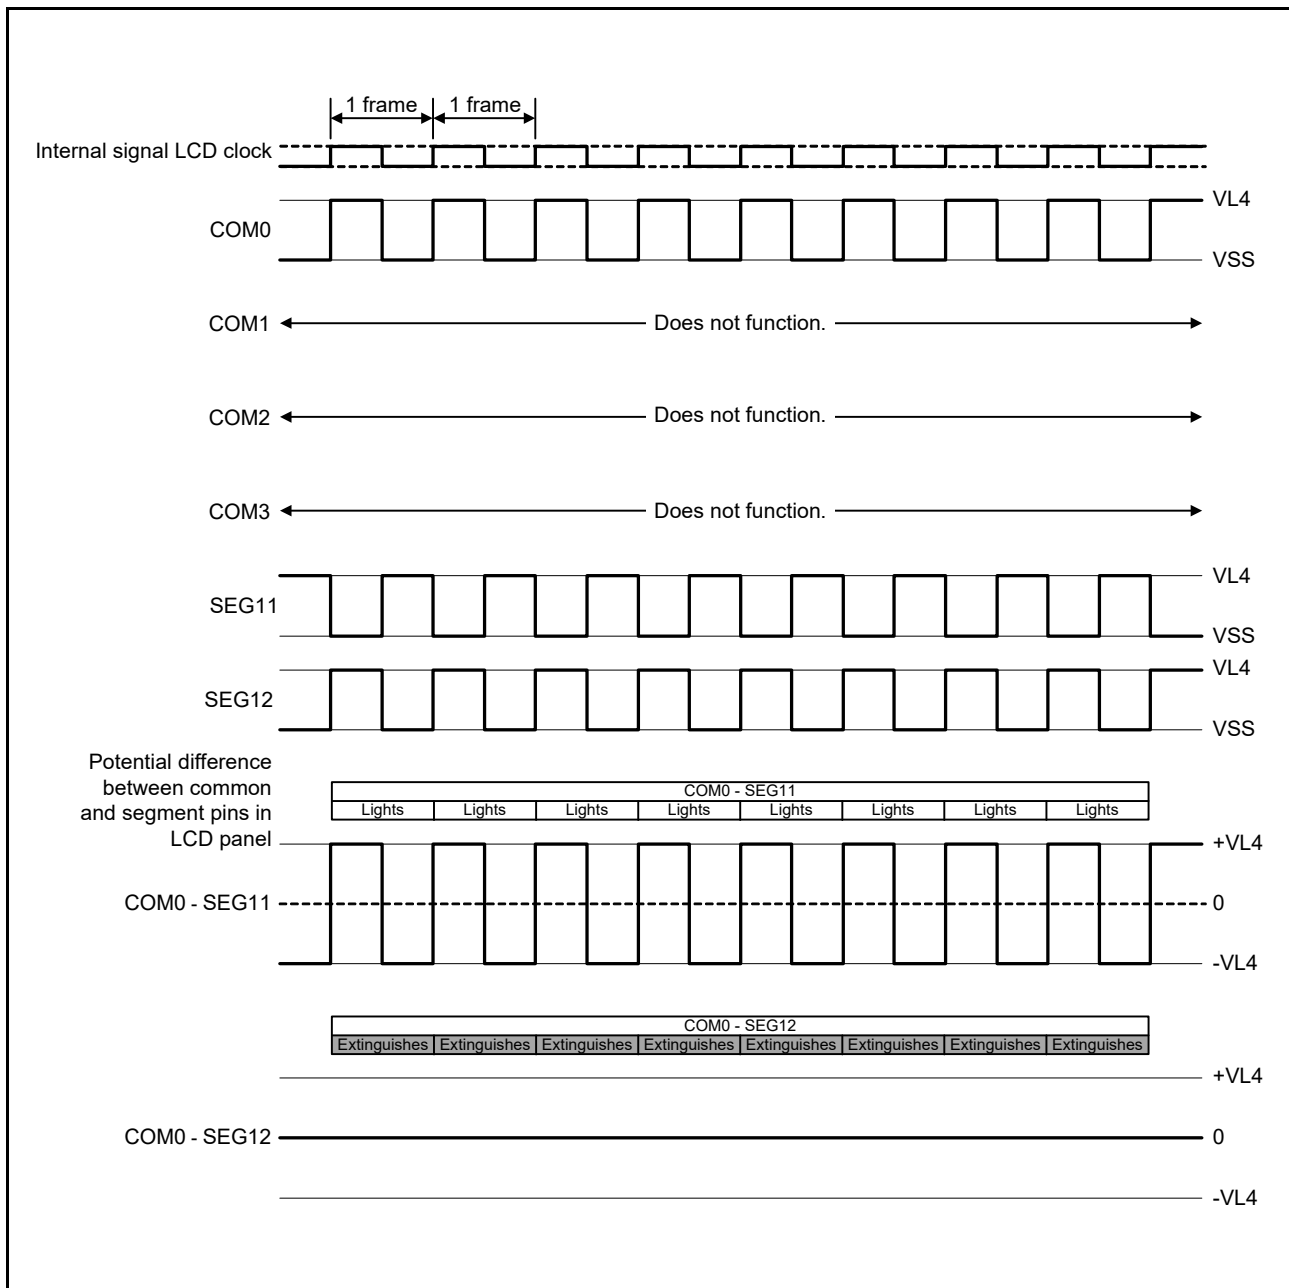 1 frame 1 frame
Internal signal LCD clock
VL4
COM0
VSS
COM1 Does not function.
COM2 Does not function.
COM3 Does not function.
VL4
SEG11
VSS
VL4
SEG12
VSS
Potential difference
between common
and segment pins in
LCD panel
COM0 - SEG11
Lights Lights Lights Lights Lights Lights Lights Lights
+VL4
COM0 - SEG11 0
-VL4
COM0 - SEG12
Extinguishes Extinguishes Extinguishes Extinguishes Extinguishes Extinguishes Extinguishes Extinguishes
+VL4
COM0 - SEG12 0
-VL4